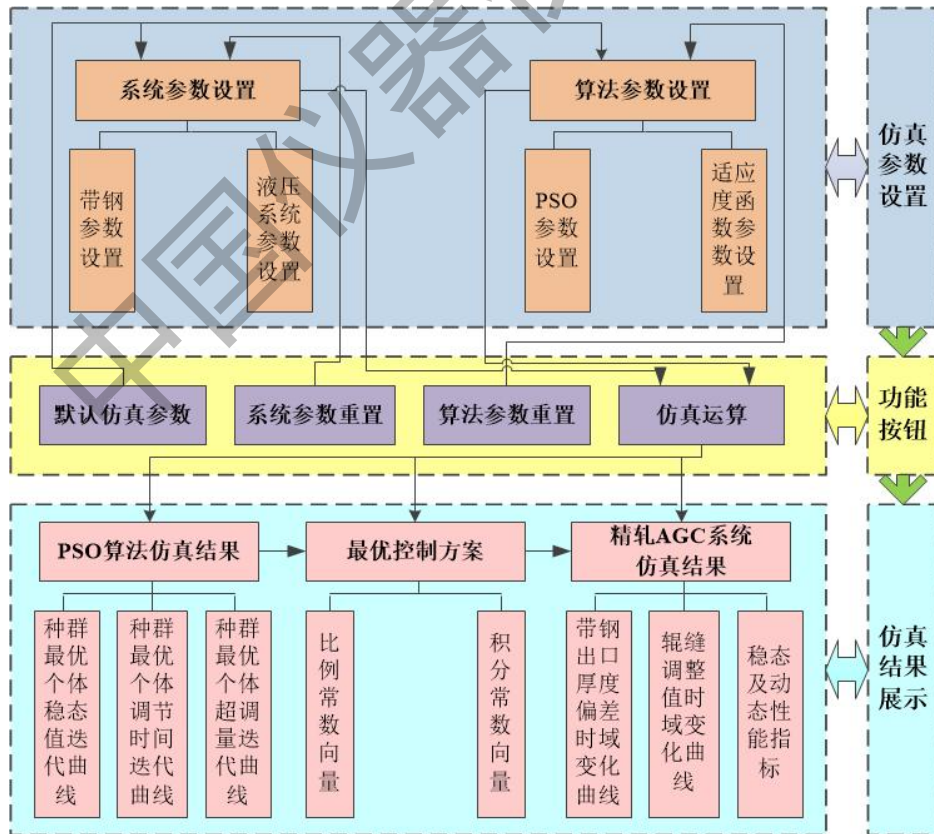 系统参数设置
算法参数设置
带钢
参数
设置
液压
系统
参数
设置
PSO
参数
设置
适应
度函
数参
数设
置
仿真
参数
设置
默认仿真参数
系统参数重置
算法参数重置
仿真运算
功能
按钮
PSO算法仿真结果
最优控制方案
精轧AGC系统
仿真结果
种群
最优
个体
稳态
值迭
代曲
线
种群
最优
个体
调节
时间
迭代
曲线
种群
最优
个体
超调
量迭
代曲
线
比
例
常
数
向
量
积
分
常
数
向
量
带钢
出口
厚度
偏差
时域
变化
曲线
辊缝
调整
值时
域变
化曲
线
稳态
及动
态性
能指
标
仿真
结果
展示
中国仪器